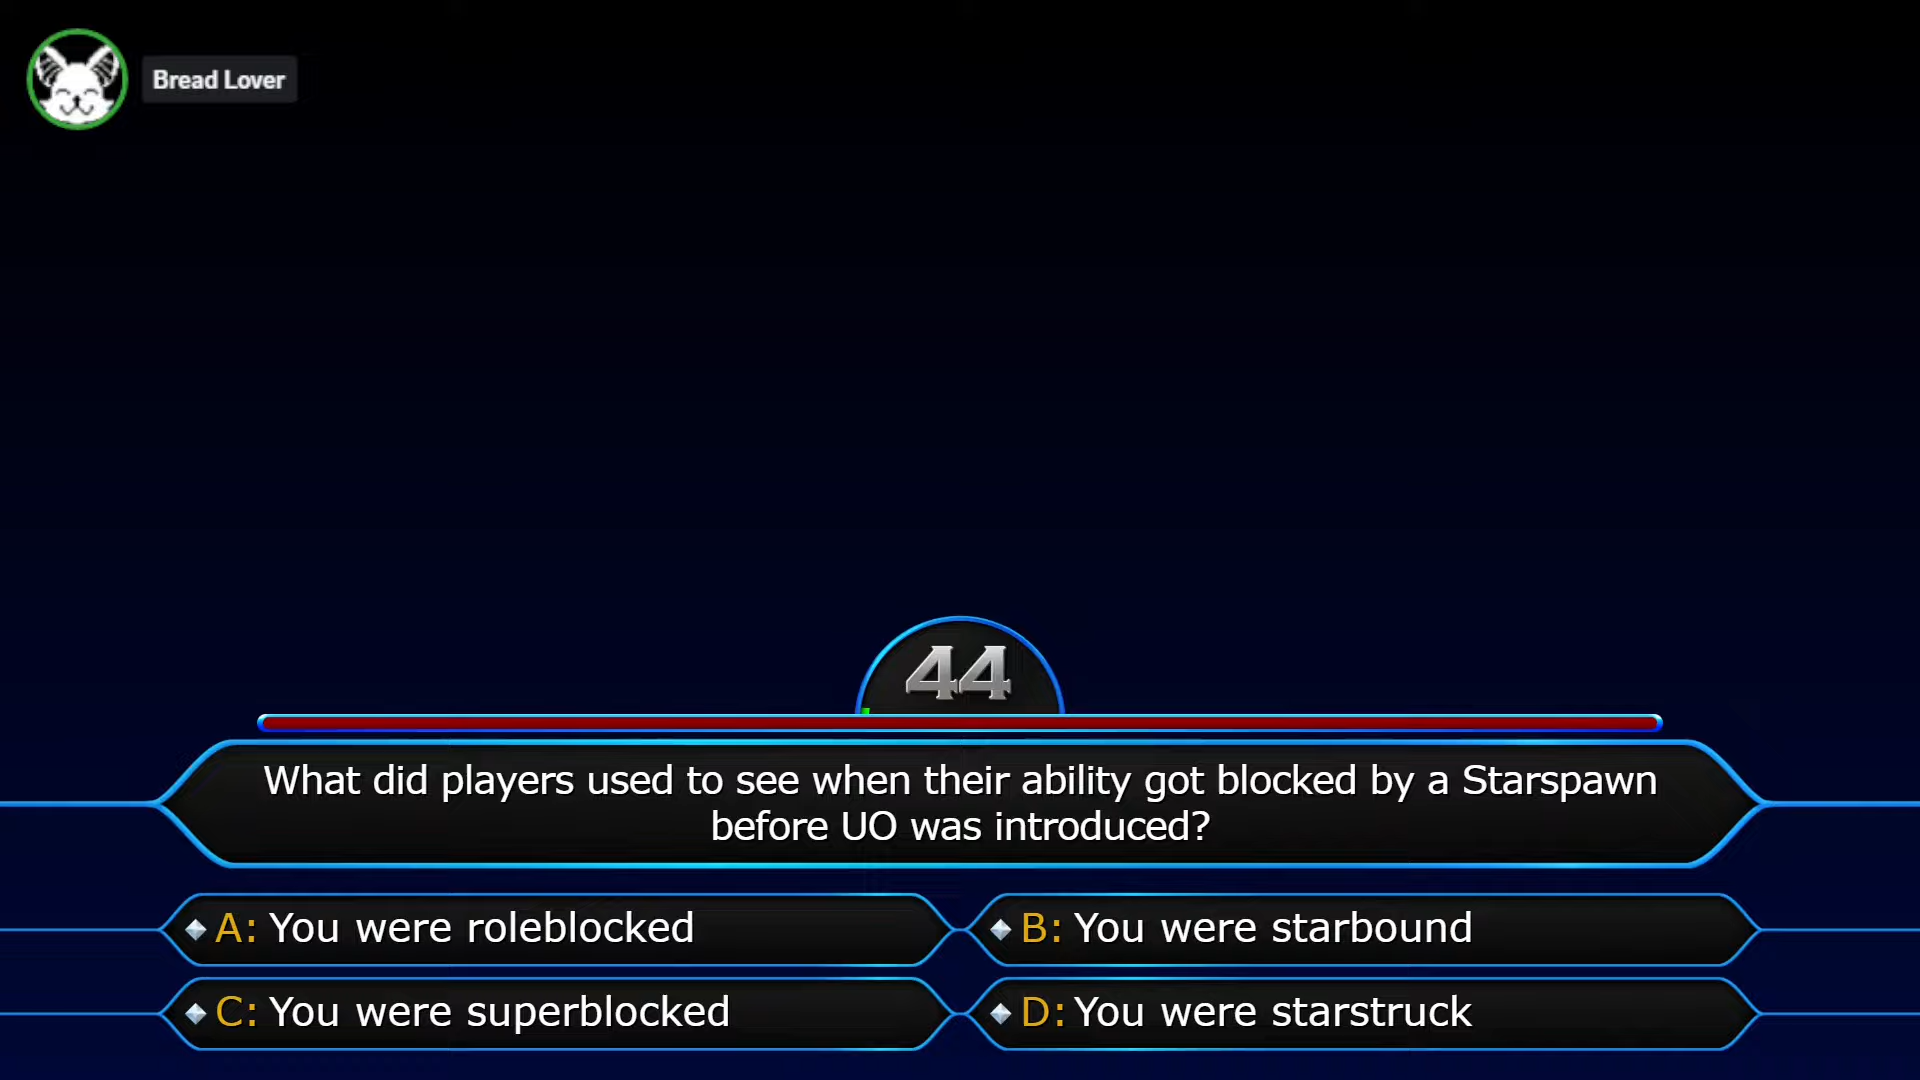 Bread Lover
44
What did players used to see when their ability got blocked by a Starspawn
before UO was introduced?
A: You were roleblocked
B: You were starbound
C: You were superblocked
D: You were starstruck